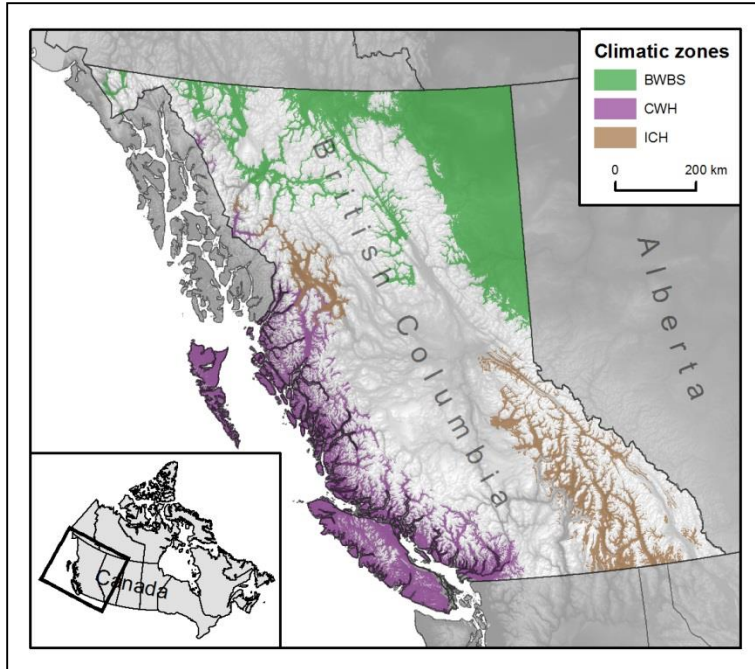 Climatic zones
BWBS
CWH
ICH
0 200 km
British Columbia
Alberta
Canada